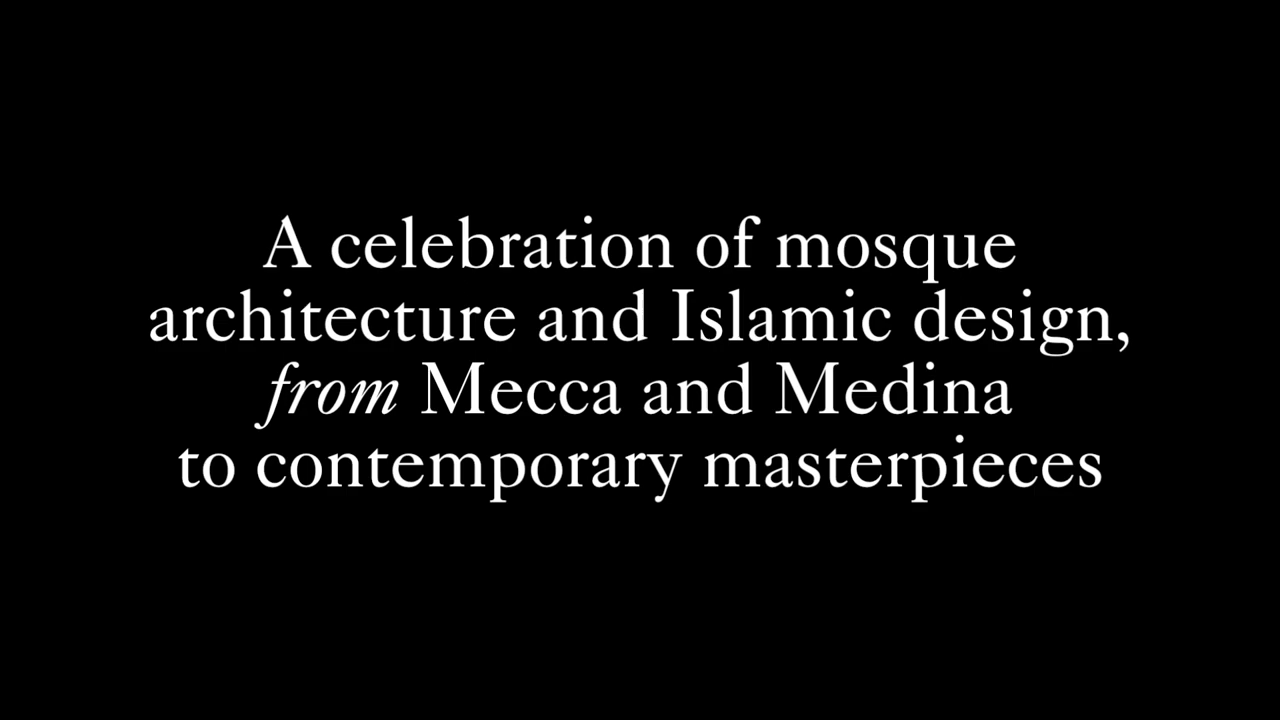 A celebration of mosque
architecture and Islamic design,
from Mecca and Medina
to contemporary masterpieces